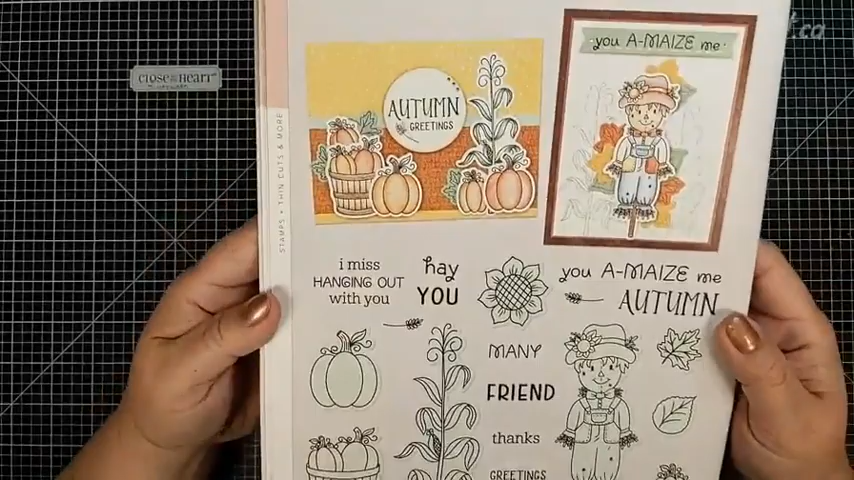 CLOSE TO MY HEART
STAMPS • THIN CUTS & MORE
AUTUMN
GREETINGS
you A-MAIZE me
i miss
HANGING OUT
with you
hay
YOU
you A-MAIZE me
AUTUMN
MANY
FRIEND
thanks
GREETINGS
.ca